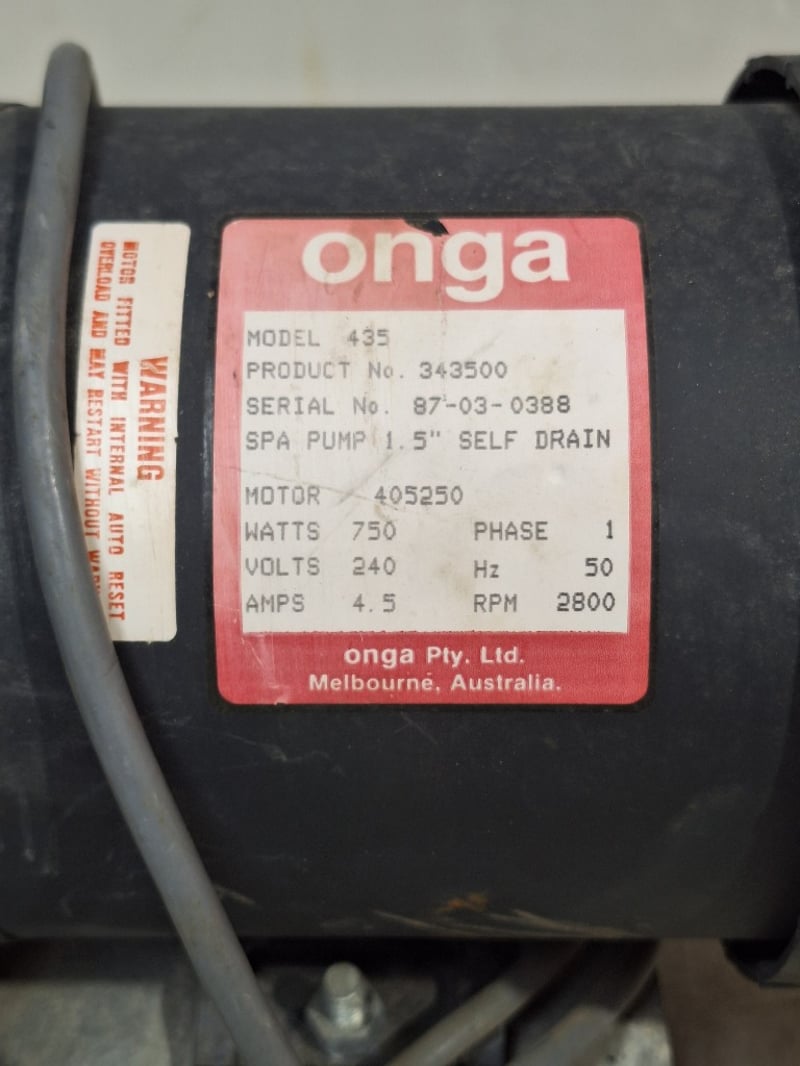 onga
MODEL 435
PRODUCT No. 343500
SERIAL No. 87-03-0388
SPA PUMP 1.5" SELF DRAIN
MOTOR 405250
WATTS 750 PHASE 1
VOLTS 240 Hz 50
AMPS 4.5 RPM 2800
onga Pty. Ltd.
Melbourne, Australia.
WARNING
MOTOR FITTED WITH INTERNAL AUTO RESET
OVERLOAD AND MAY RESTART WITHOUT